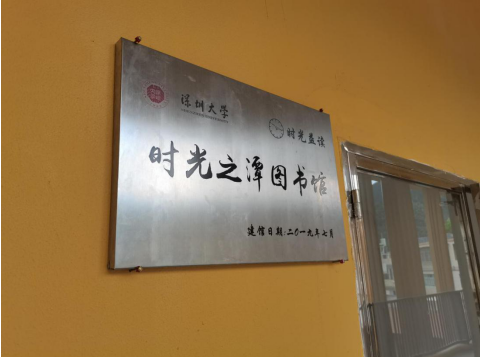 深圳大学
时光益读
时光之潭图书馆
建馆日期:二〇一九年七月